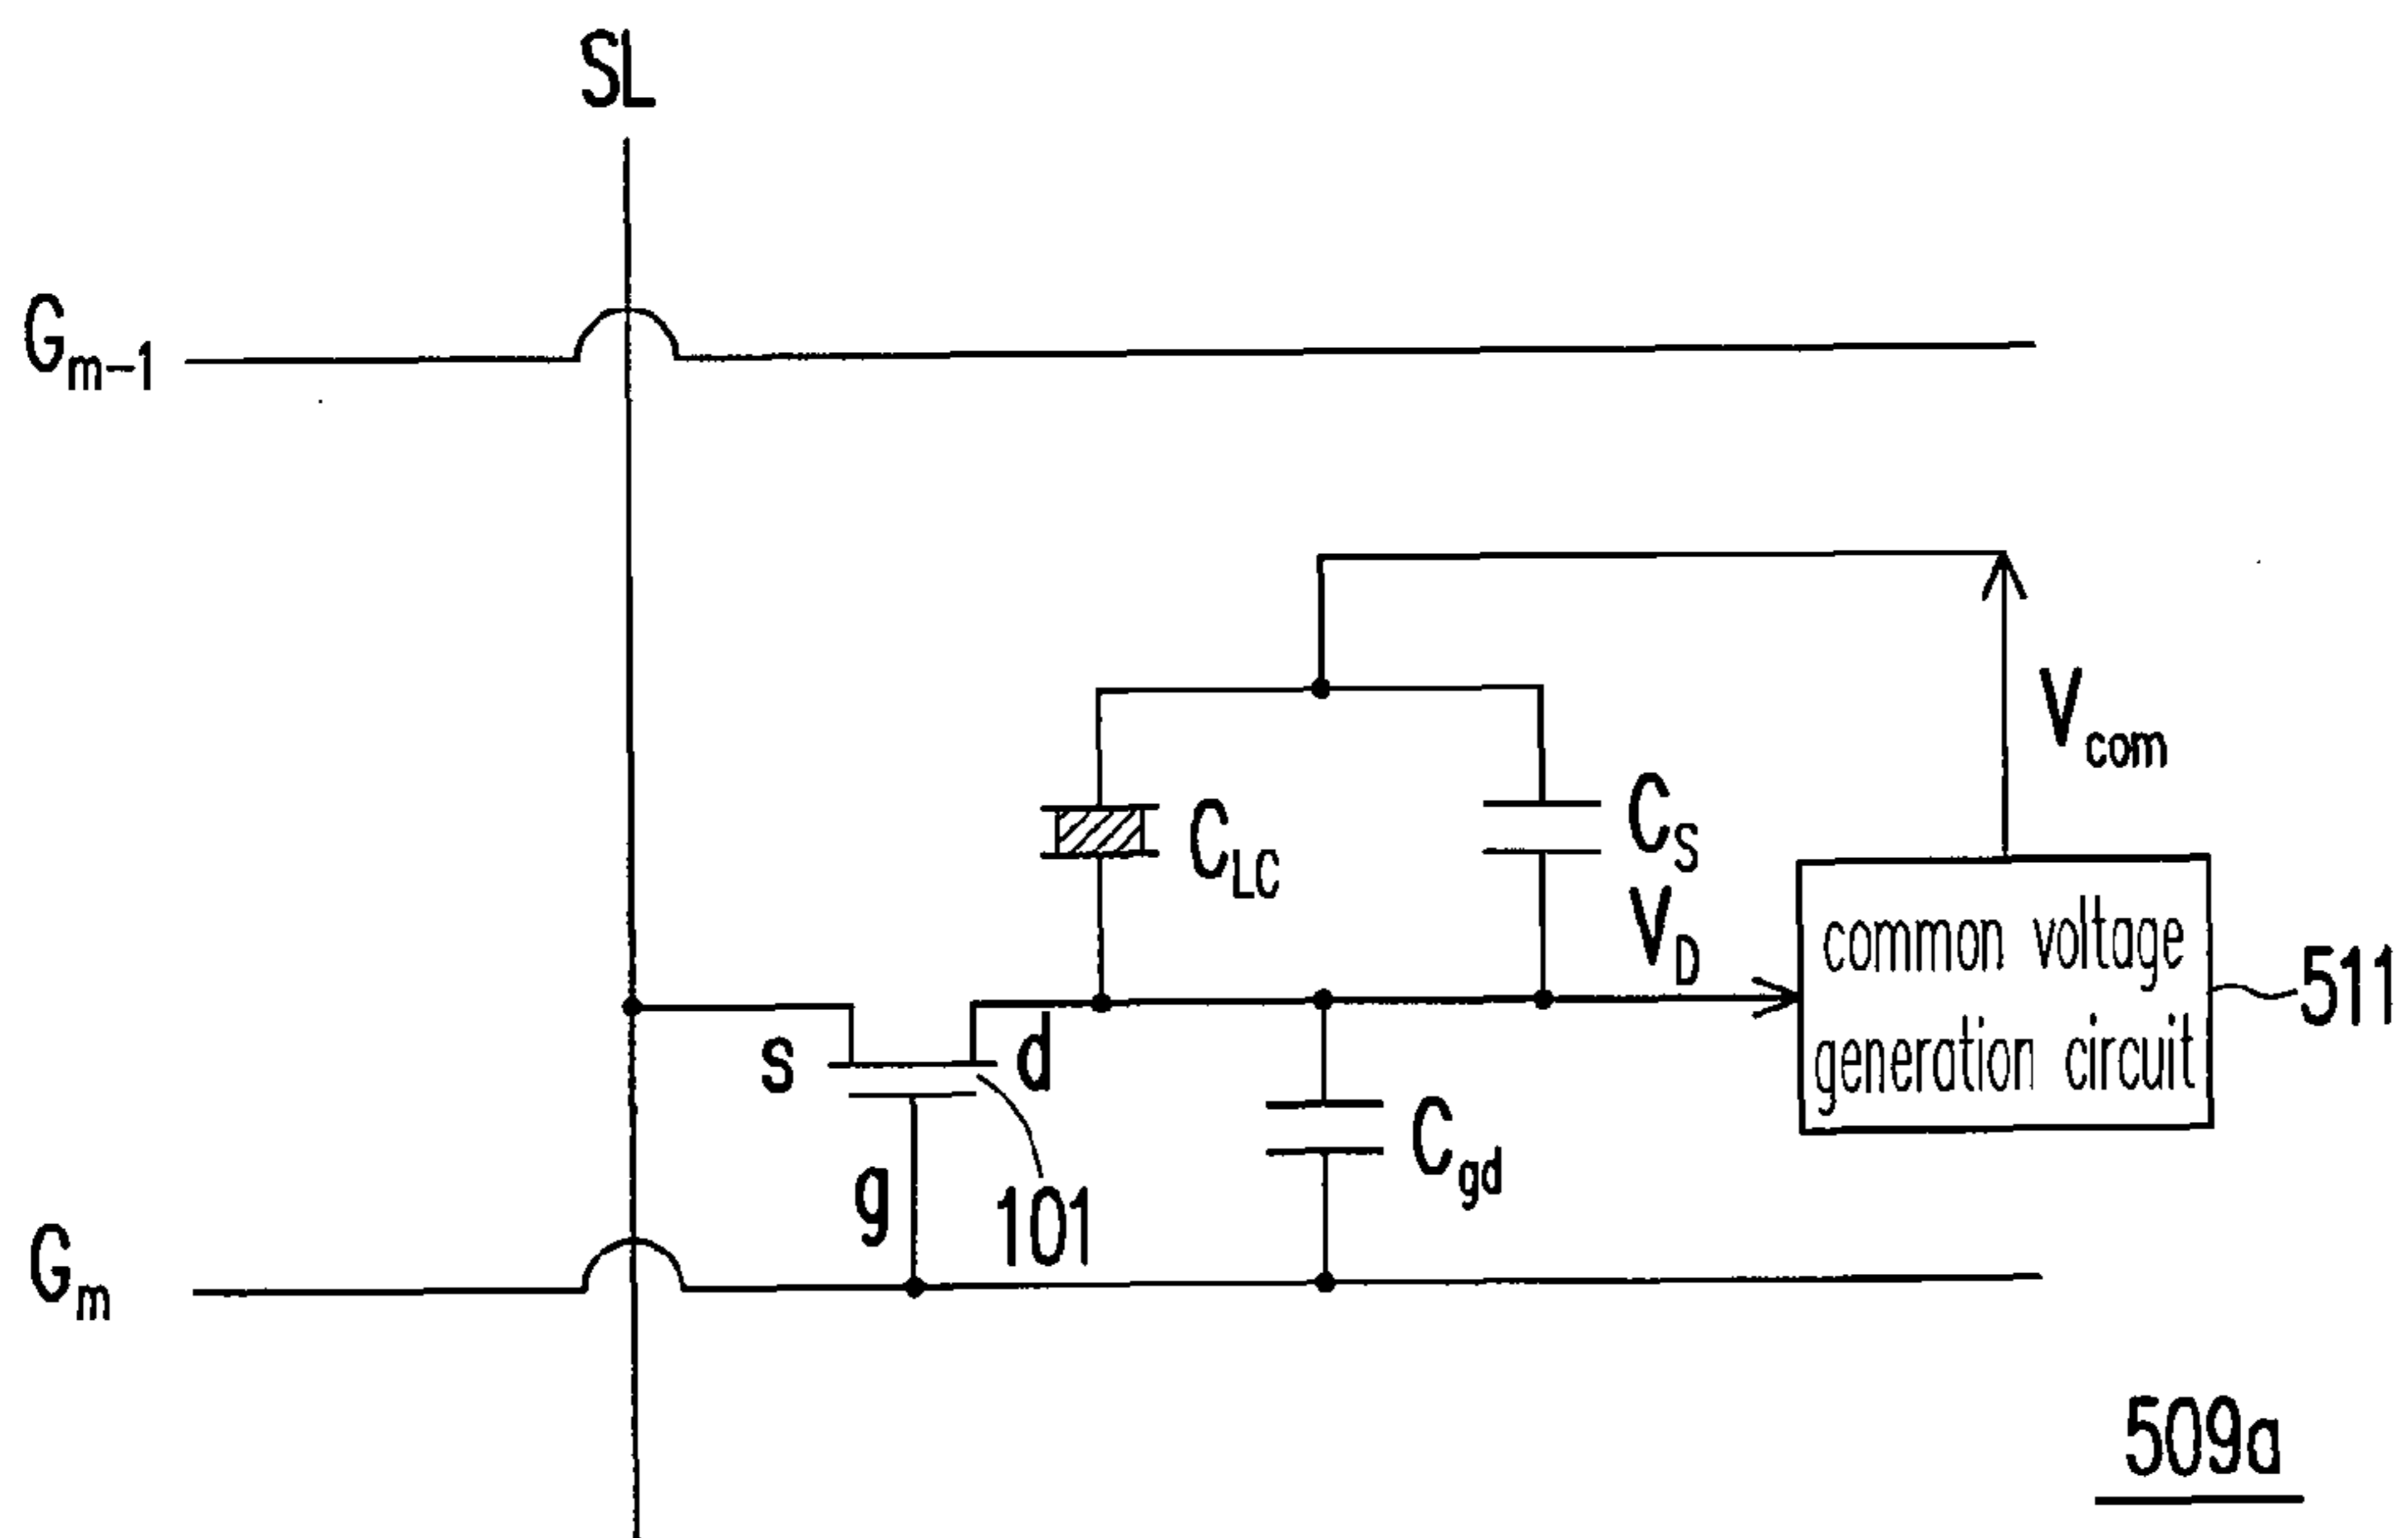 SL
Gm-1
Vcom
CLC
CS
VD
common voltage
generation circuit
511
s
d
g
101
Cgd
Gm
509a